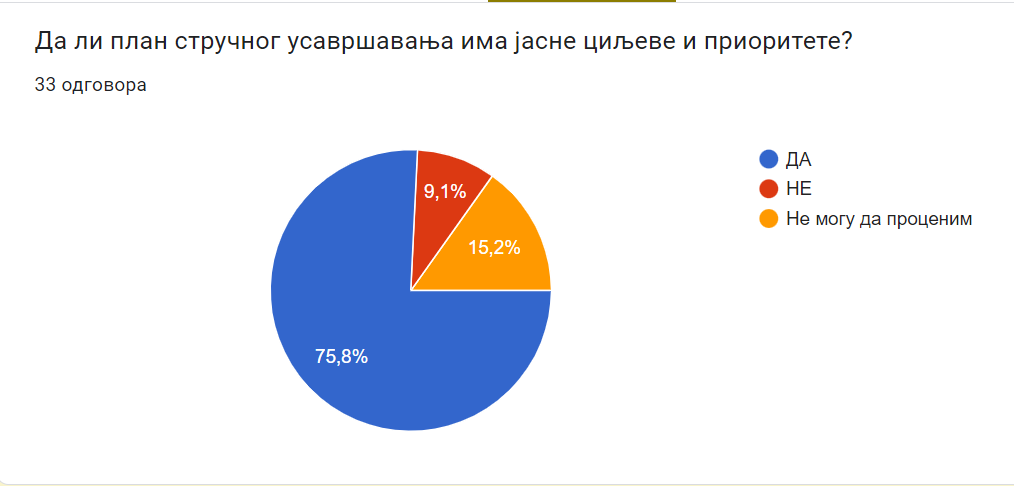 Да ли план стручног усавршавања има јасне циљеве и приоритете?
33 одговора
9,1%
15,2%
75,8%
ДА
НЕ
Не могу да проценим